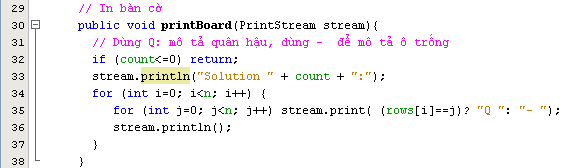 29 // In bàn cờ
30 public void printBoard(PrintStream stream){
31 // Dùng Q: mô tả quân hậu, dùng - để mô tả ô trống
32 if (count<=0) return;
33 stream.println("Solution " + count + ":");
34 for (int i=0; i<n; i++) {
35 for (int j=0; j<n; j++) stream.print( (rows[i]==j)? "Q ": "- ");
36 stream.println();
37 }
38 }